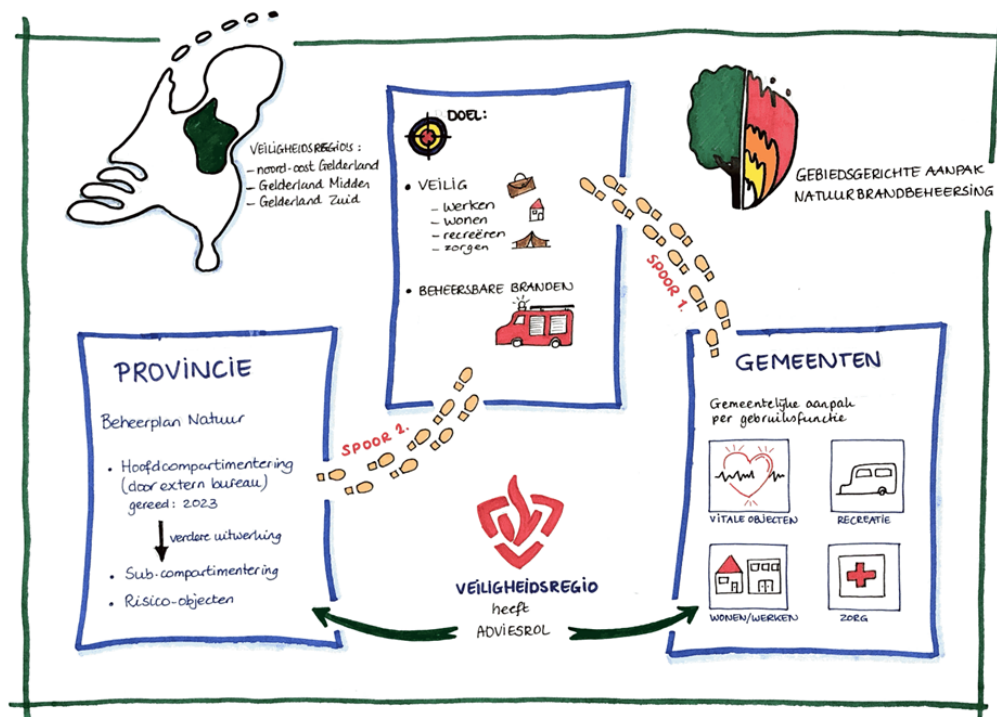 VEILIGHEIDSREGIO'S:
- noord-oost Gelderland
- Gelderland Midden
- Gelderland Zuid
DOEL:
• VEILIG
- werken
- wonen
- recreëren
- zorgen
• BEHEERSBARE BRANDEN
GEBIEDSGERICHTE AANPAK
NATUURBRANDBEHEERSING
SPOOR 1.
PROVINCIE
Beheerplan Natuur
• Hoofdcompartimentering
(door extern bureau)
gereed: 2023
verdere uitwerking
• Sub-compartimentering
• Risico-objecten
SPOOR 2.
VEILIGHEIDSREGIO
heeft
ADVIESROL
GEMEENTEN
Gemeentelijke aanpak
per gebruiksfunctie
VITALE OBJECTEN
RECREATIE
WONEN/WERKEN
ZORG